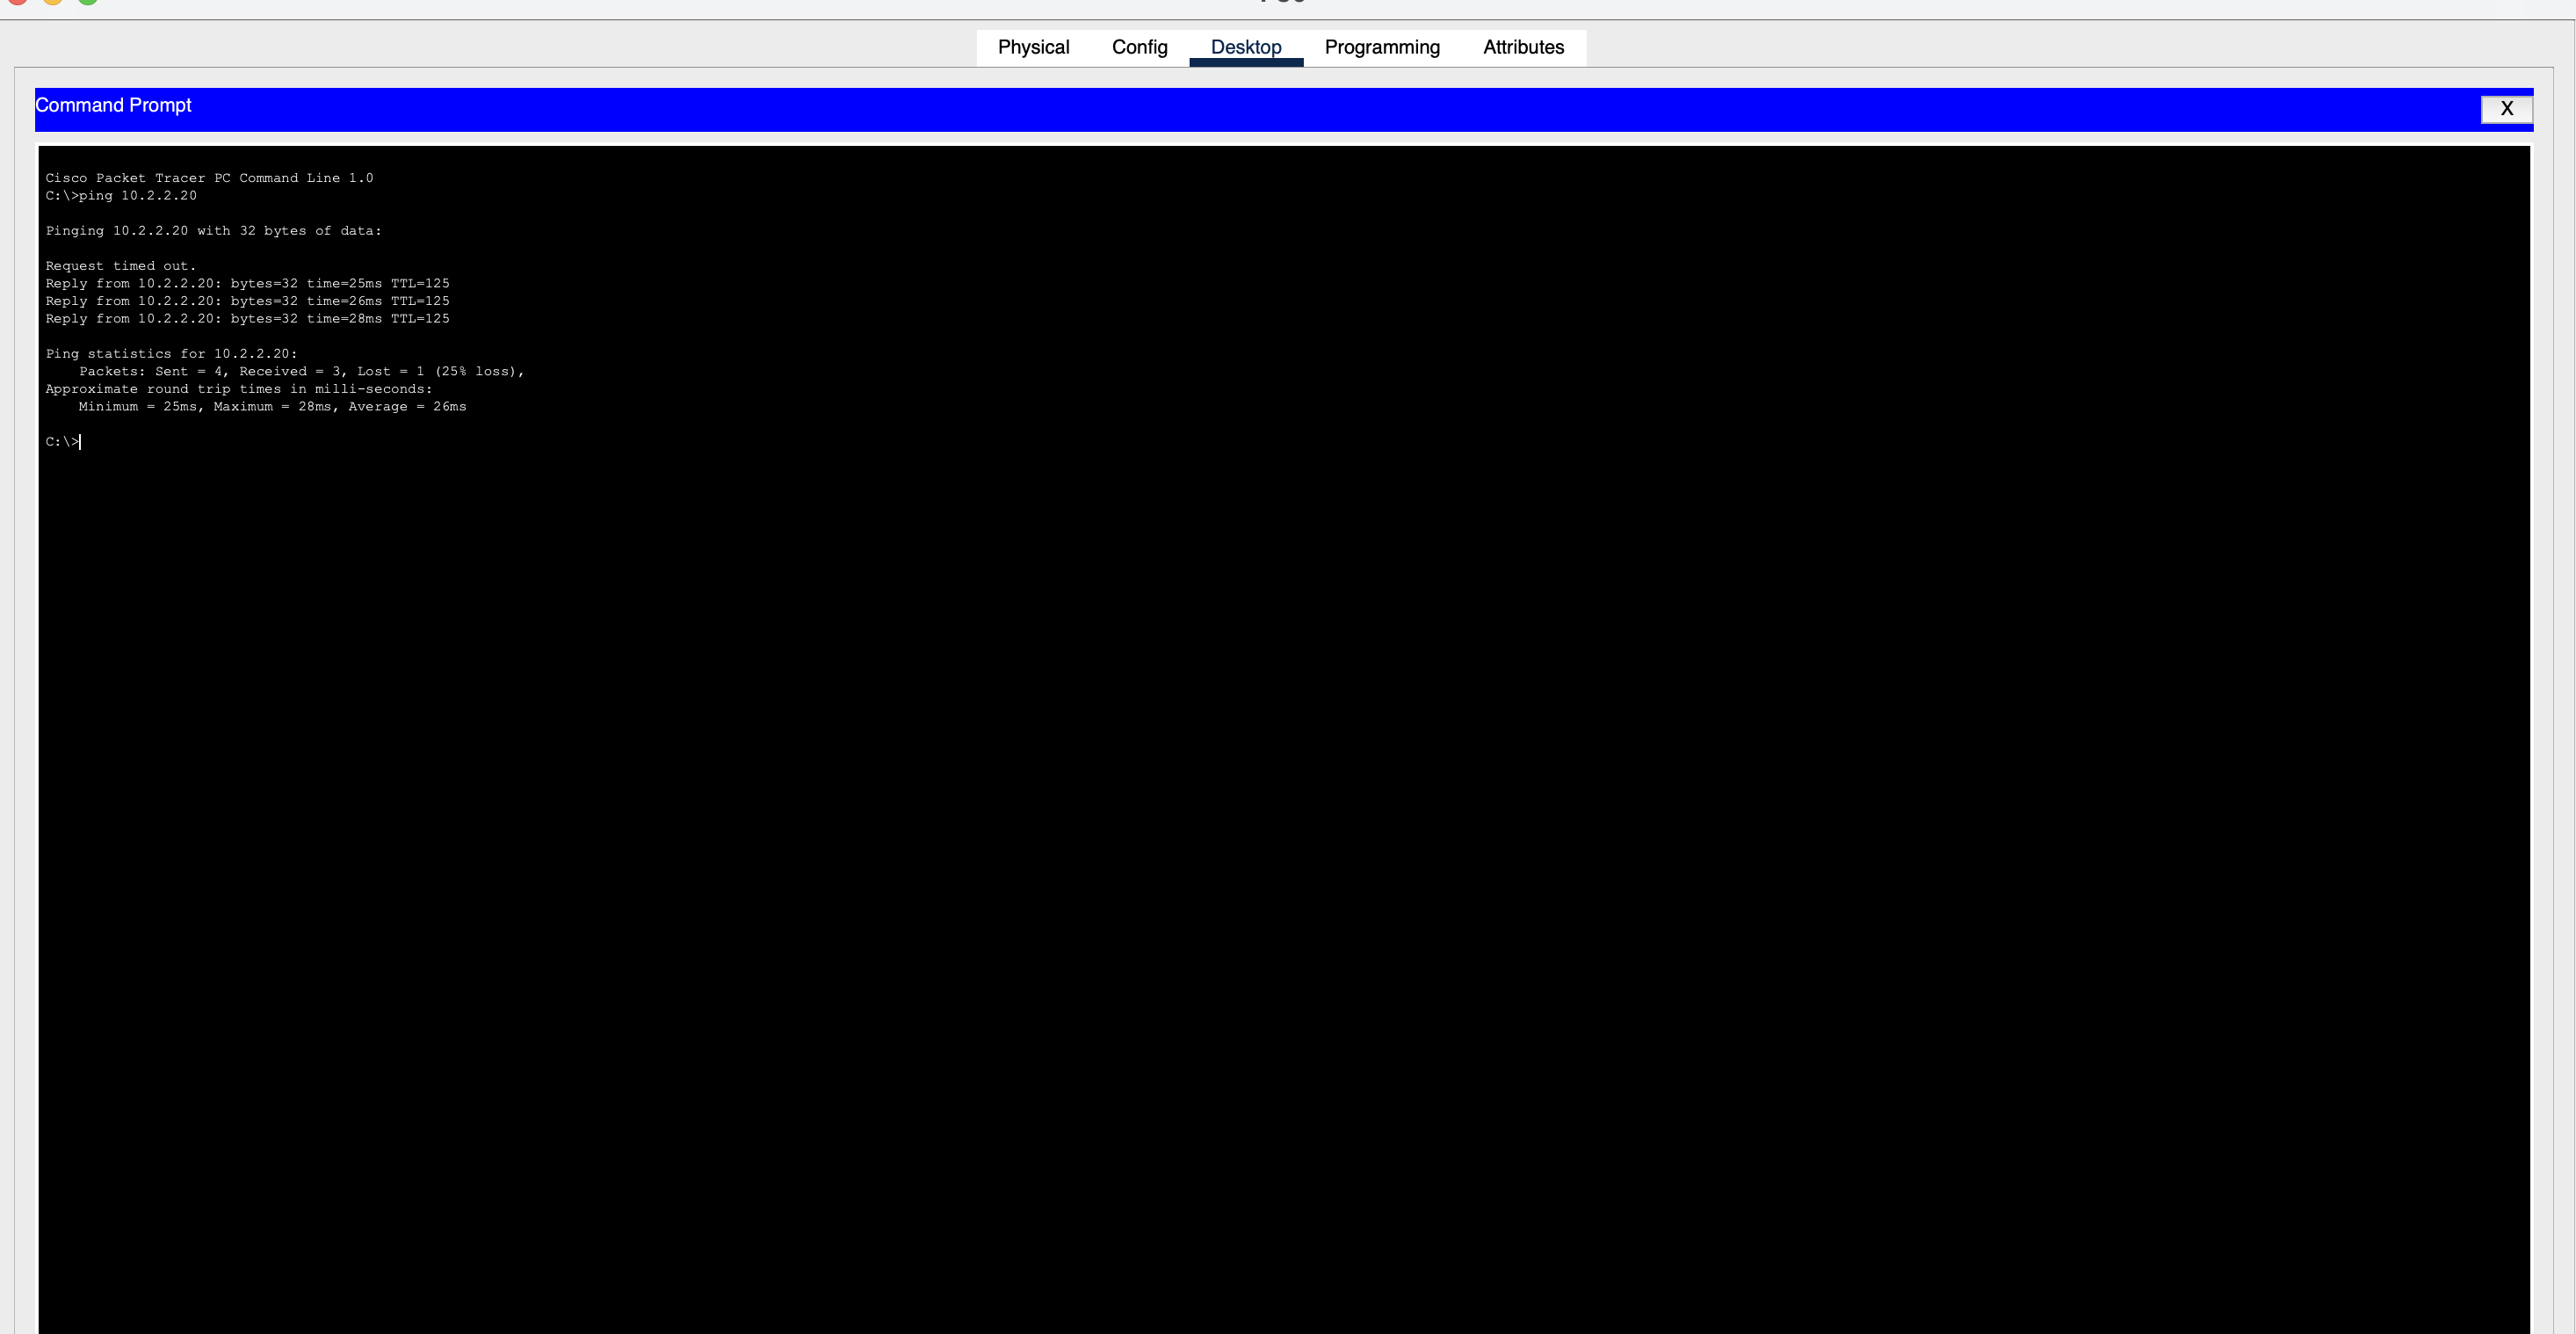 Physical Config Desktop Programming Attributes
Command Prompt
X
Cisco Packet Tracer PC Command Line 1.0
C:\>ping 10.2.2.20
Pinging 10.2.2.20 with 32 bytes of data:
Request timed out.
Reply from 10.2.2.20: bytes=32 time=25ms TTL=125
Reply from 10.2.2.20: bytes=32 time=26ms TTL=125
Reply from 10.2.2.20: bytes=32 time=28ms TTL=125
Ping statistics for 10.2.2.20:
Packets: Sent = 4, Received = 3, Lost = 1 (25% loss),
Approximate round trip times in milli-seconds:
Minimum = 25ms, Maximum = 28ms, Average = 26ms
C:\>